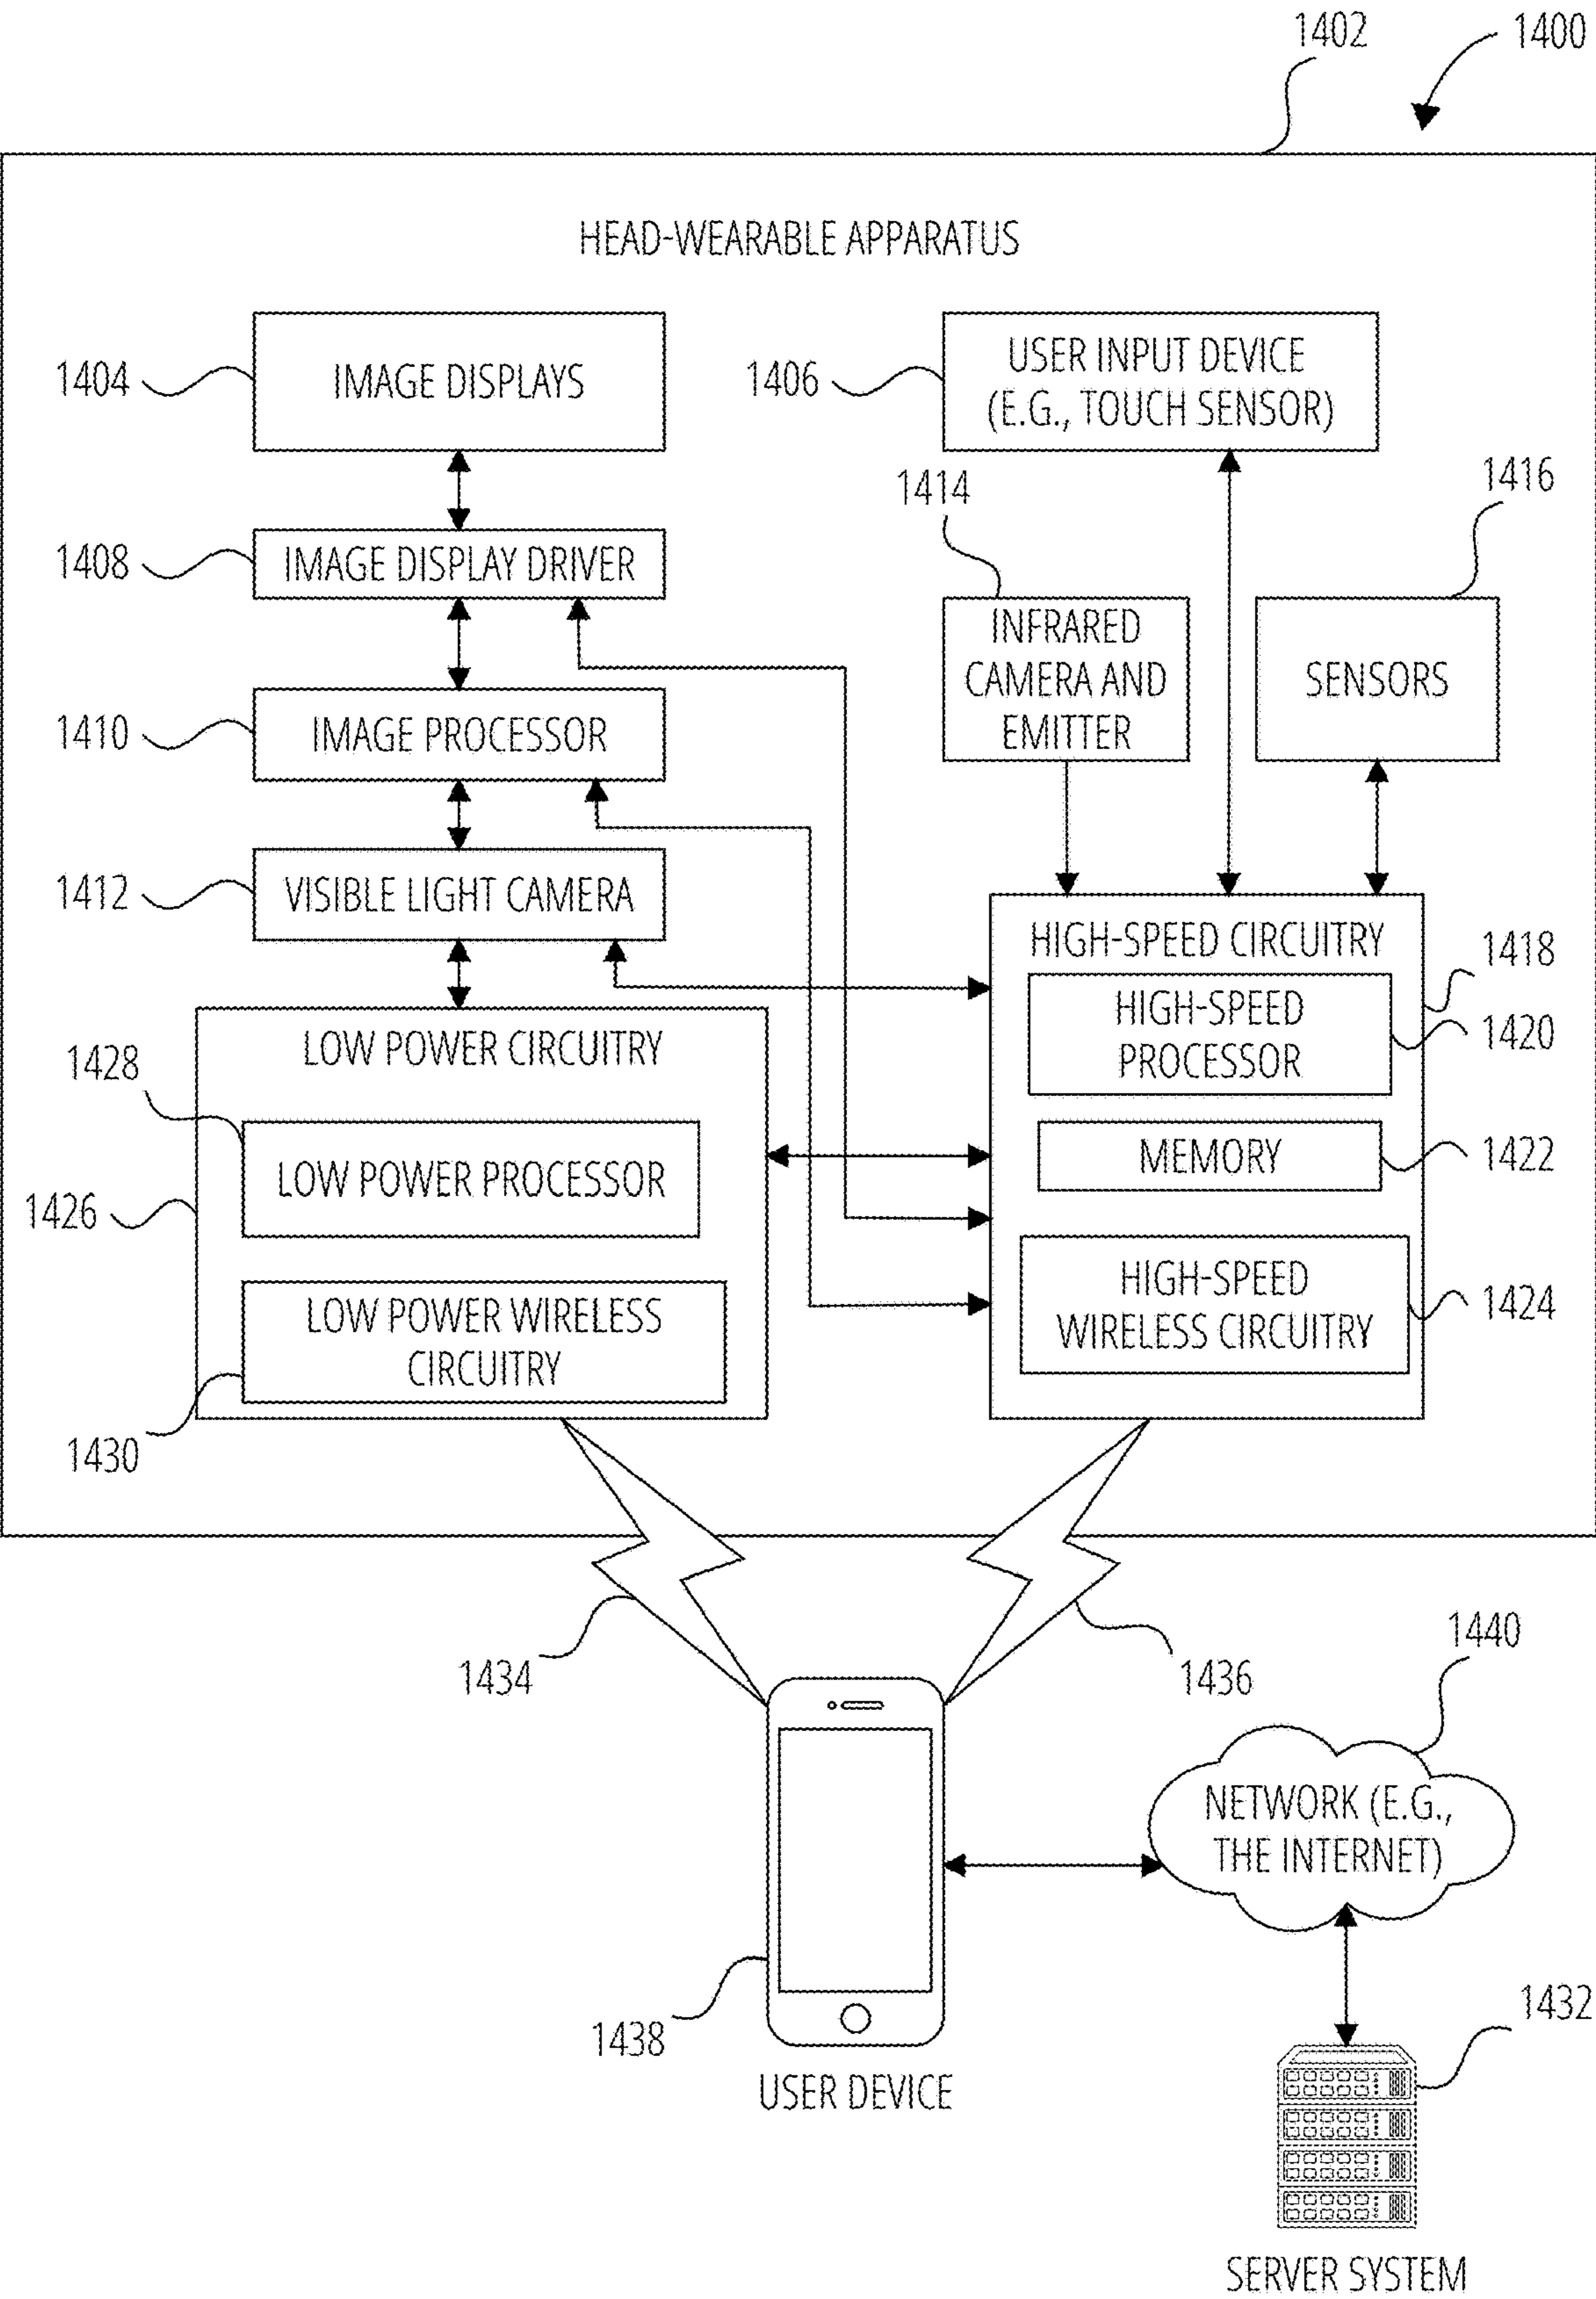 1402
1400
HEAD-WEARABLE APPARATUS
1404
IMAGE DISPLAYS
1406
USER INPUT DEVICE
(E.G., TOUCH SENSOR)
1414
1416
1408
IMAGE DISPLAY DRIVER
INFRARED
CAMERA AND
EMITTER
SENSORS
1410
IMAGE PROCESSOR
1412
VISIBLE LIGHT CAMERA
HIGH-SPEED CIRCUITRY
1418
HIGH-SPEED
PROCESSOR
1420
LOW POWER CIRCUITRY
1428
LOW POWER PROCESSOR
MEMORY
1422
1426
LOW POWER WIRELESS
CIRCUITRY
HIGH-SPEED
WIRELESS CIRCUITRY
1424
1430
1434
1436
1440
NETWORK (E.G.,
THE INTERNET)
1438
USER DEVICE
1432
SERVER SYSTEM